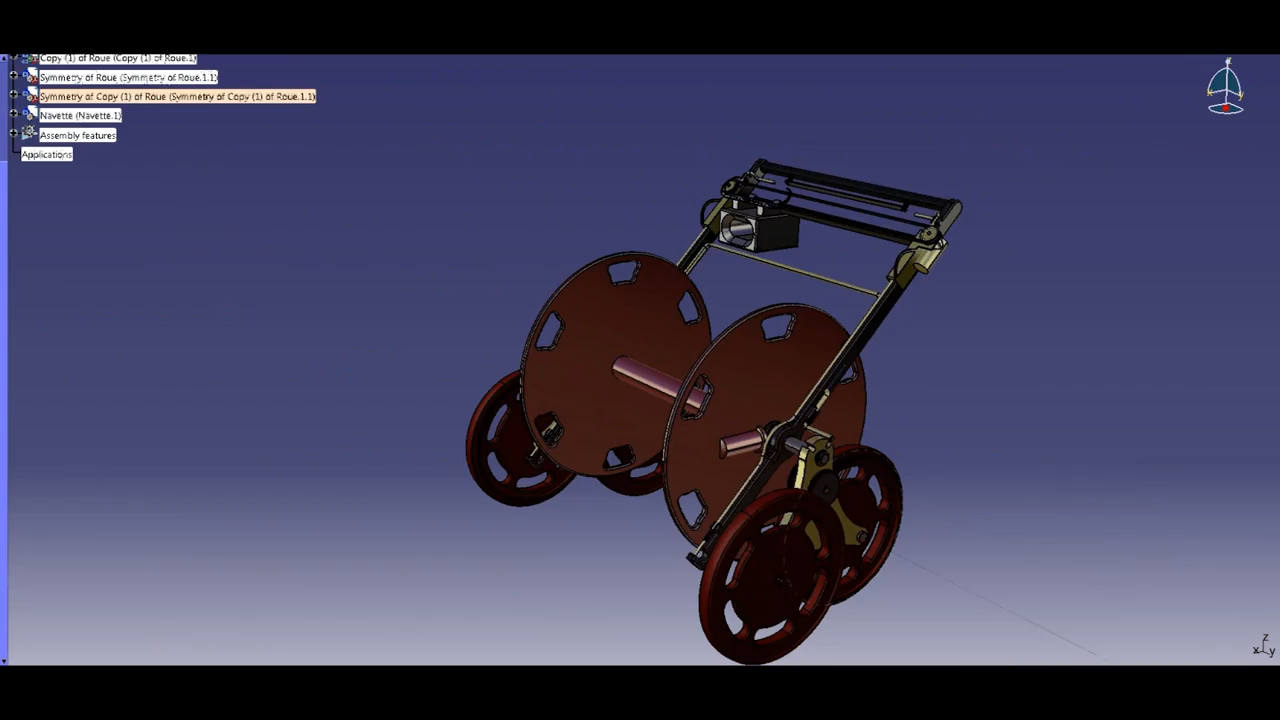 Copy (1) of Roue (Copy (1) of Roue.1)
Symmetry of Roue (Symmetry of Roue.1.1)
Symmetry of Copy (1) of Roue (Symmetry of Copy (1) of Roue.1.1)
Navette (Navette.1)
Assembly features
Applications
z
x y